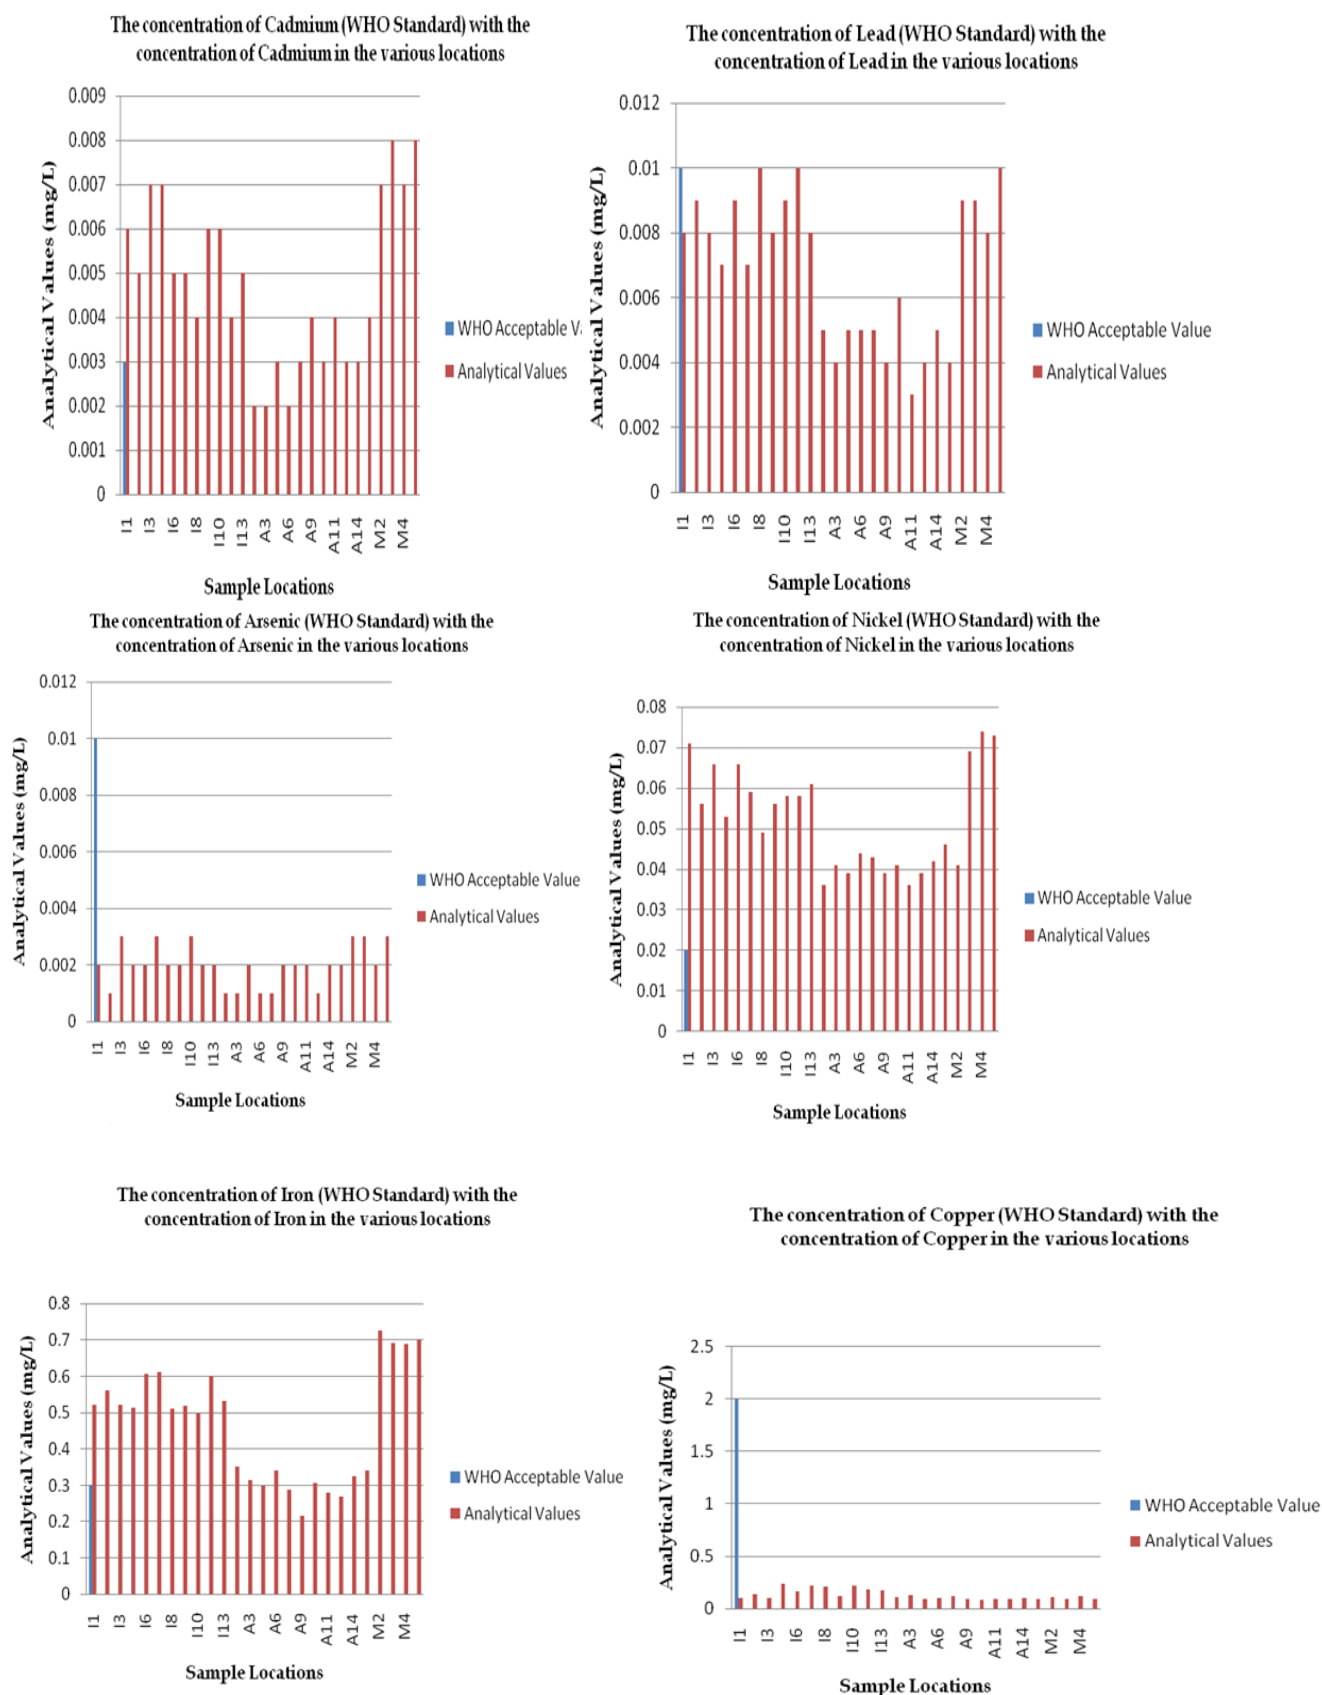 The concentration of Cadmium (WHO Standard) with the
concentration of Cadmium in the various locations
0.009
0.008
0.007
0.006
0.005
0.004
0.003
0.002
0.001
0
Analytical Values (mg/L)
I1 I3 I6 I8 I10 I13 A3 A6 A9 A11 A14 M2 M4
Sample Locations
WHO Acceptable Va
Analytical Values
The concentration of Lead (WHO Standard) with the
concentration of Lead in the various locations
0.012
0.01
0.008
0.006
0.004
0.002
0
Analytical Values (mg/L)
I1 I3 I6 I8 I10 I13 A3 A6 A9 A11 A14 M2 M4
Sample Locations
WHO Acceptable Value
Analytical Values
The concentration of Arsenic (WHO Standard) with the
concentration of Arsenic in the various locations
0.012
0.01
0.008
0.006
0.004
0.002
0
Analytical Values (mg/L)
I1 I3 I6 I8 I10 I13 A3 A6 A9 A11 A14 M2 M4
Sample Locations
WHO Acceptable Value
Analytical Values
The concentration of Nickel (WHO Standard) with the
concentration of Nickel in the various locations
0.08
0.07
0.06
0.05
0.04
0.03
0.02
0.01
0
Analytical Values (mg/L)
I1 I3 I6 I8 I10 I13 A3 A6 A9 A11 A14 M2 M4
Sample Locations
WHO Acceptable Value
Analytical Values
The concentration of Iron (WHO Standard) with the
concentration of Iron in the various locations
0.8
0.7
0.6
0.5
0.4
0.3
0.2
0.1
0
Analytical Values (mg/L)
I1 I3 I6 I8 I10 I13 A3 A6 A9 A11 A14 M2 M4
Sample Locations
WHO Acceptable Value
Analytical Values
The concentration of Copper (WHO Standard) with the
concentration of Copper in the various locations
2.5
2
1.5
1
0.5
0
Analytical Values (mg/L)
I1 I3 I6 I8 I10 I13 A3 A6 A9 A11 A14 M2 M4
Sample Locations
WHO Acceptable Value
Analytical Values